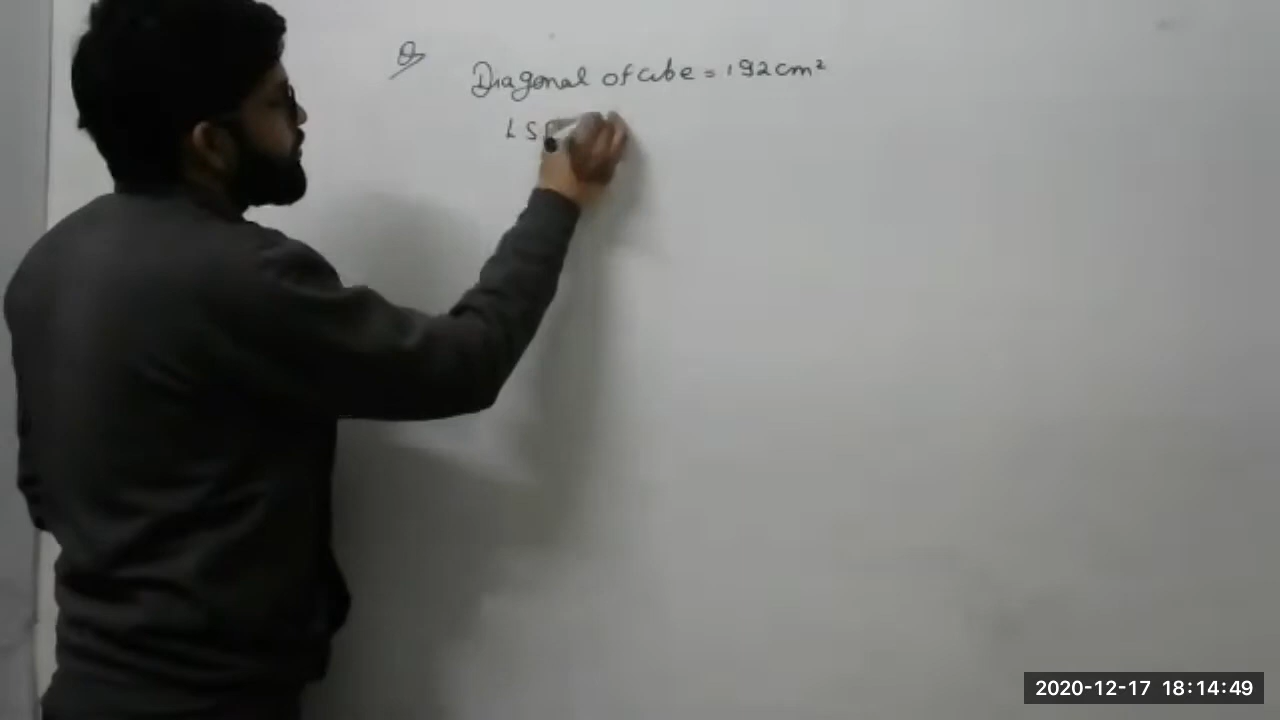 Q
Diagonal of cube = 192 cm²
LS
2020-12-17 18:14:49